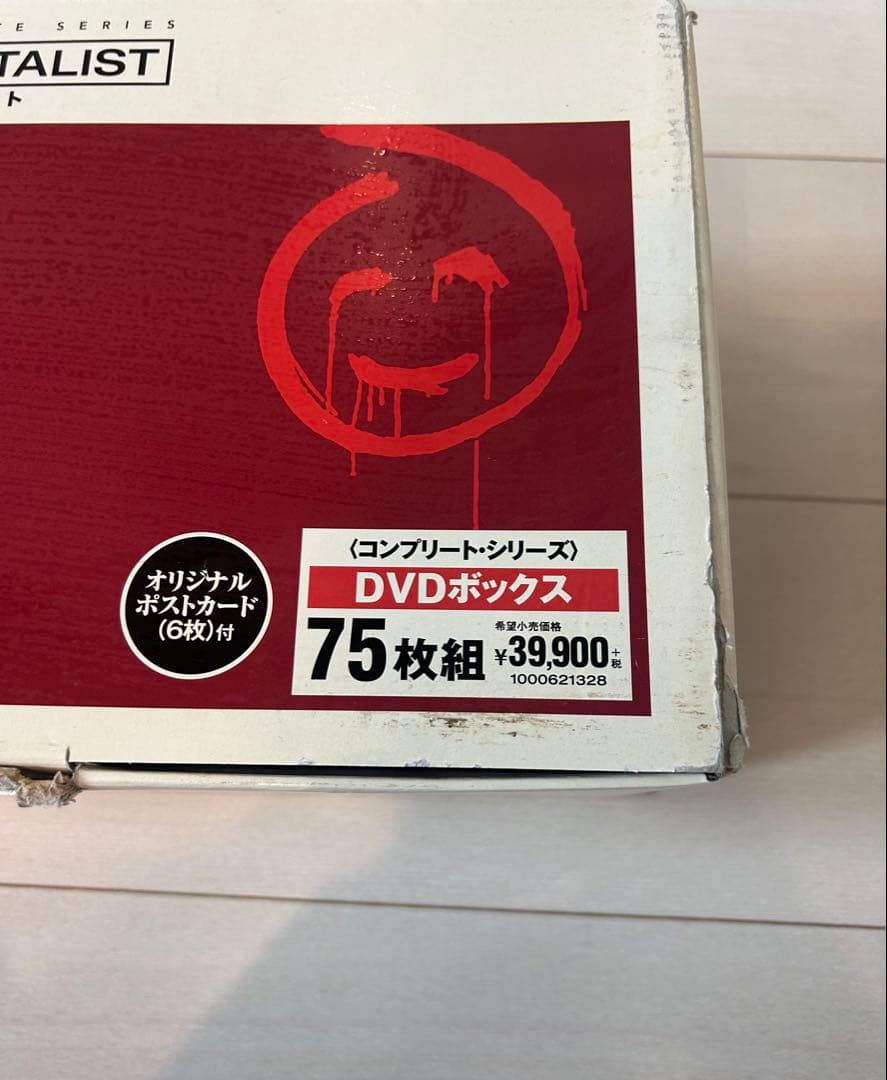 TE SERIES
TALIST
ト
オリジナル
ポストカード
(6枚)付
〈コンプリート・シリーズ〉
DVDボックス
75枚組
希望小売価格
¥39,900+税
1000621328